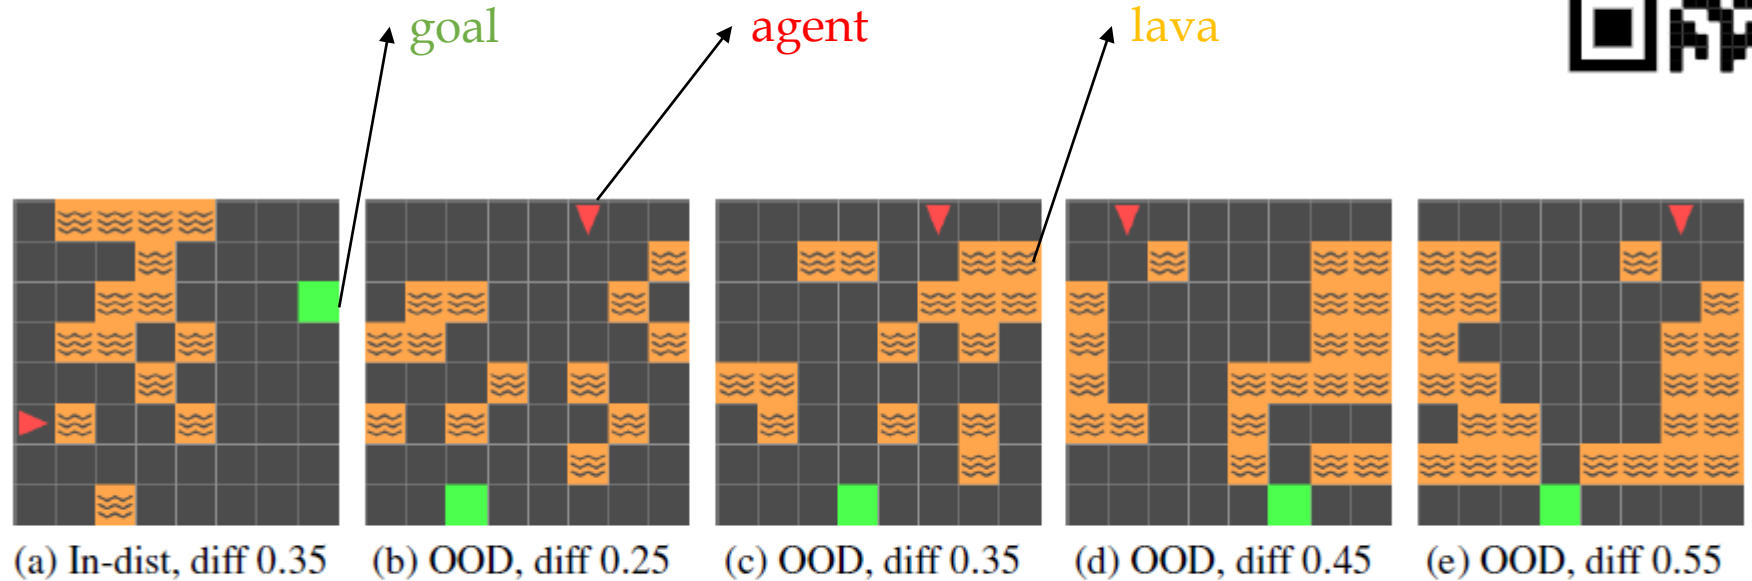 goal
agent
lava
(a) In-dist, diff 0.35
(b) OOD, diff 0.25
(c) OOD, diff 0.35
(d) OOD, diff 0.45
(e) OOD, diff 0.55